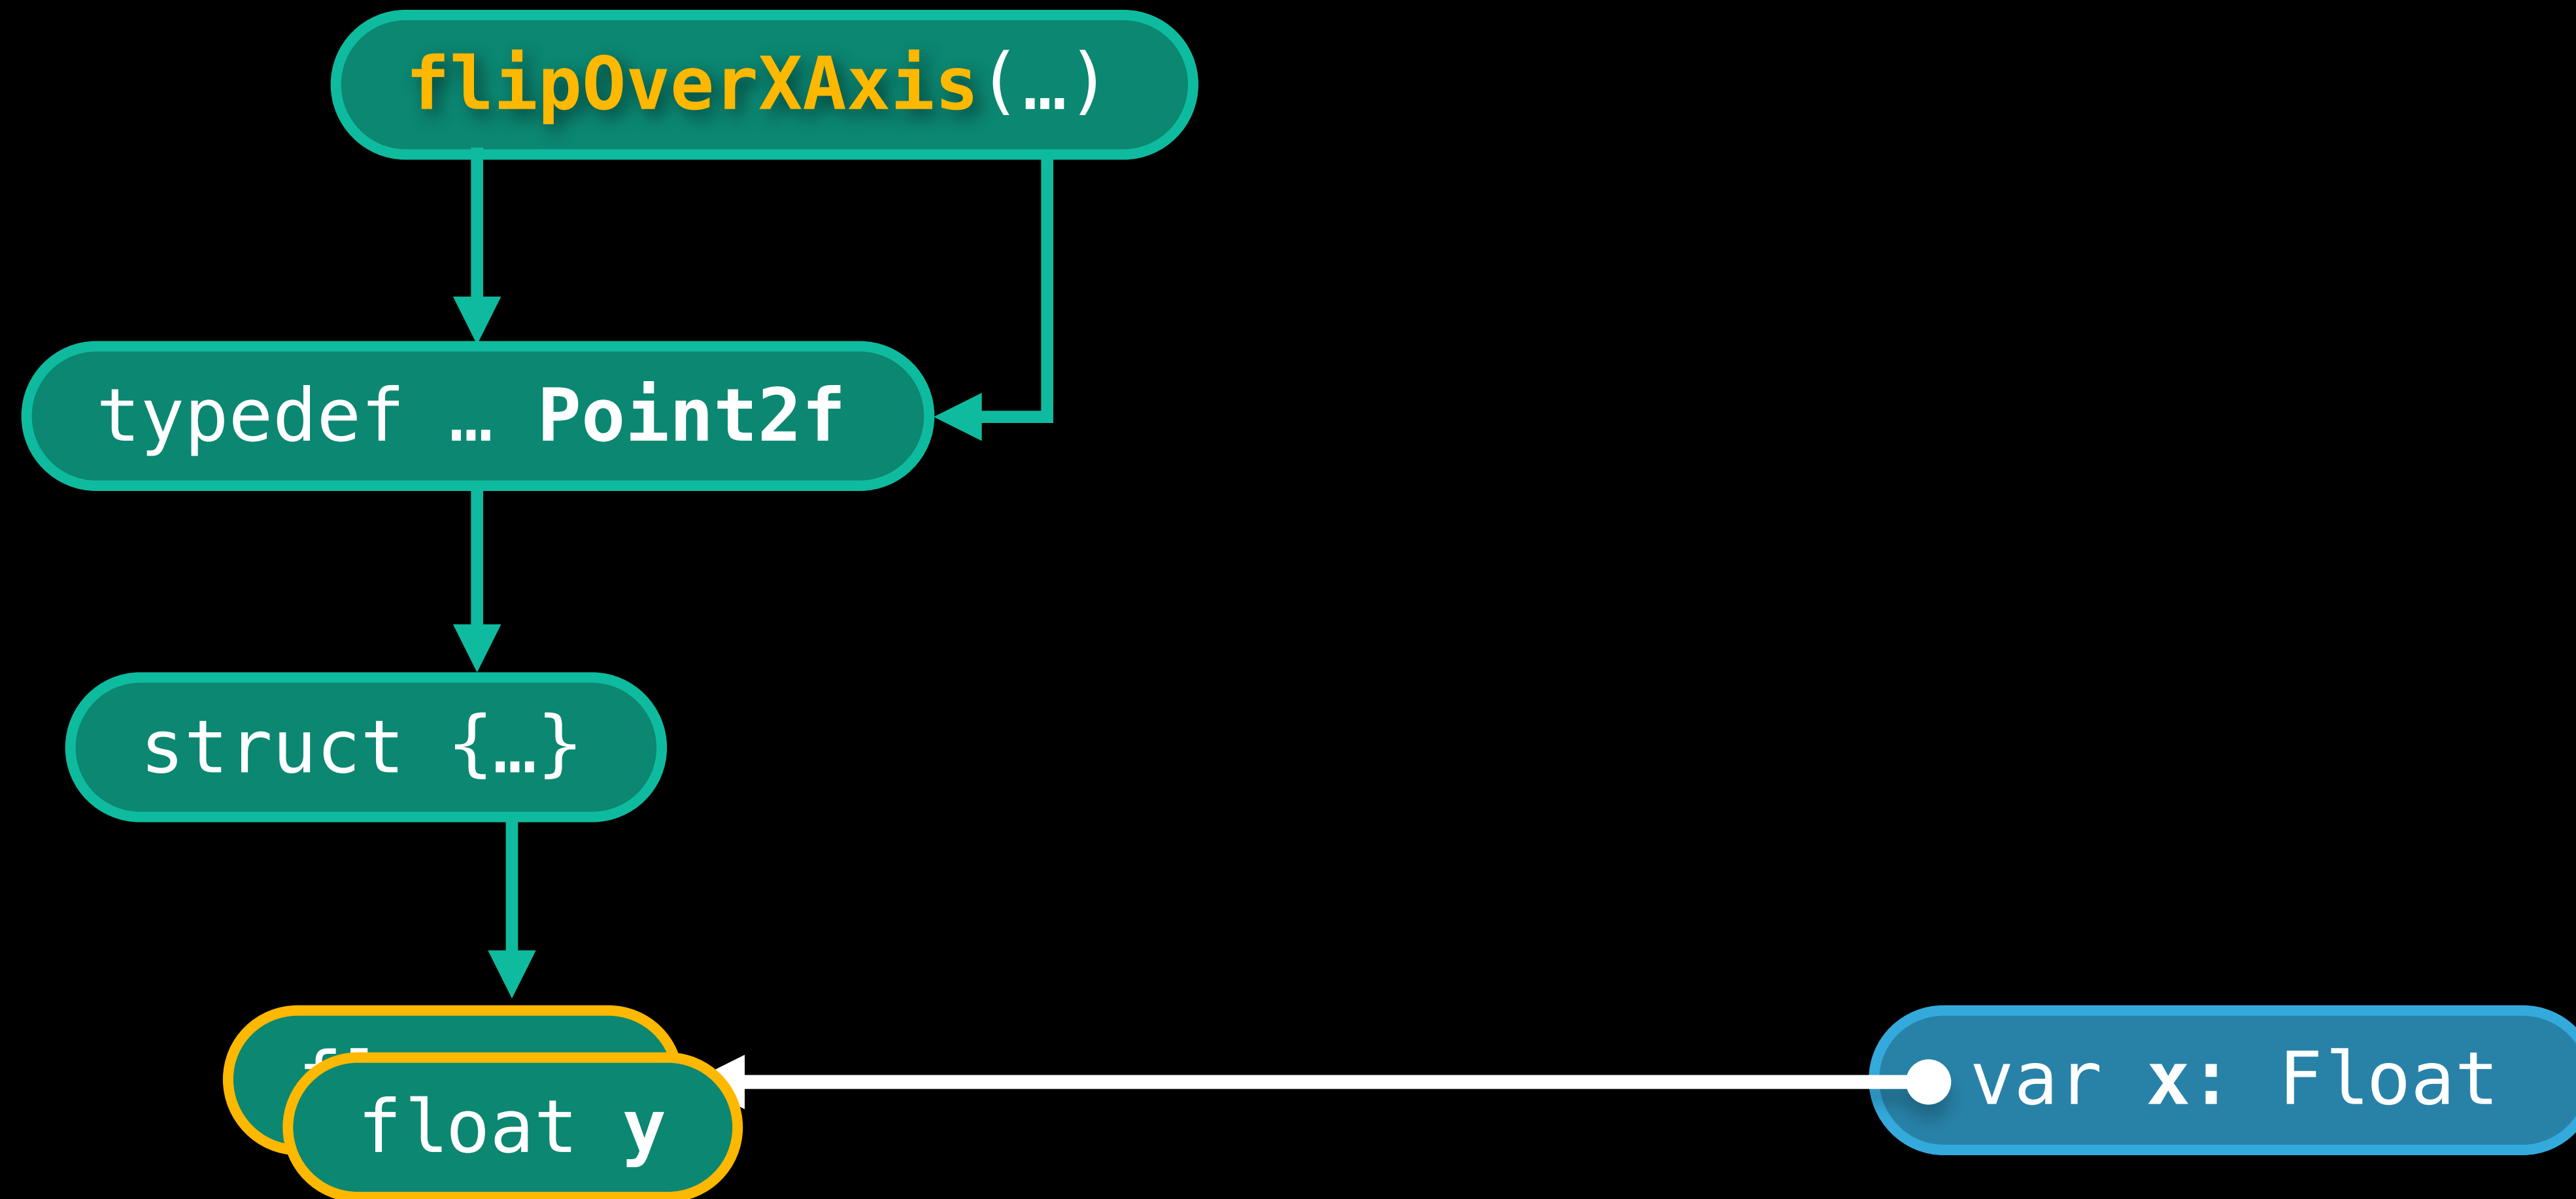 flipOverXAxis(…)
typedef … Point2f
struct {…}
float y
var x: Float